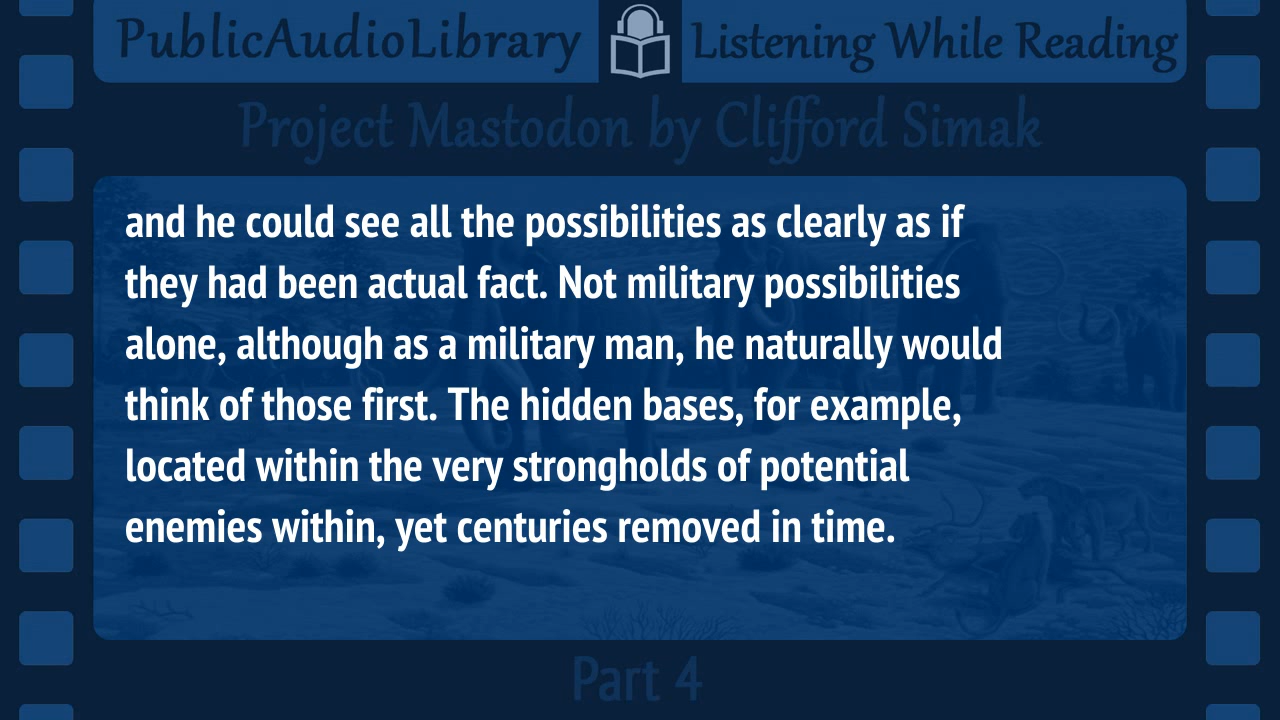 PublicAudioLibrary Listening While Reading
Project Mastodon by Clifford Simak
and he could see all the possibilities as clearly as if
they had been actual fact. Not military possibilities
alone, although as a military man, he naturally would
think of those first. The hidden bases, for example,
located within the very strongholds of potential
enemies within, yet centuries removed in time.
Part 4